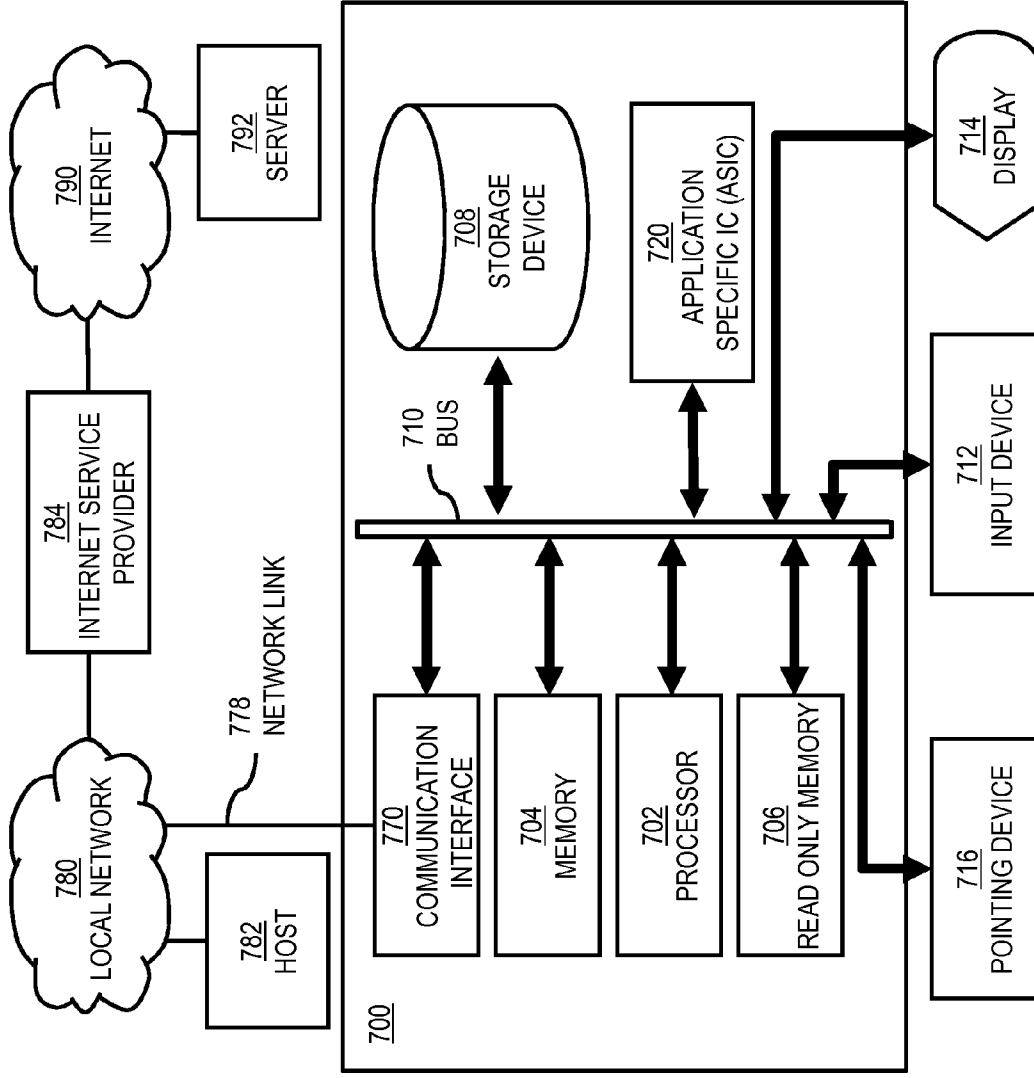 780
LOCAL NETWORK
784
INTERNET SERVICE
PROVIDER
790
INTERNET
782
HOST
778
NETWORK LINK
792
SERVER
700
770
COMMUNICATION
INTERFACE
704
MEMORY
702
PROCESSOR
706
READ ONLY MEMORY
710
BUS
708
STORAGE
DEVICE
720
APPLICATION
SPECIFIC IC (ASIC)
716
POINTING DEVICE
712
INPUT DEVICE
714
DISPLAY